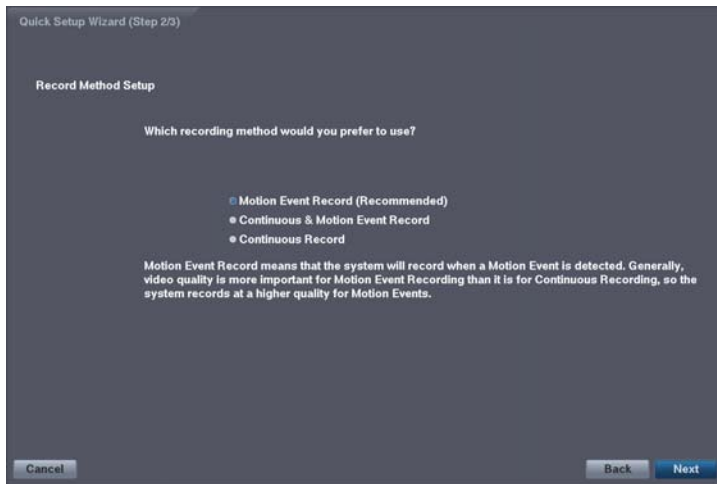 Quick Setup Wizard (Step 2/3)
Record Method Setup
Which recording method would you prefer to use?
Motion Event Record (Recommended)
Continuous & Motion Event Record
Continuous Record
Motion Event Record means that the system will record when a Motion Event is detected. Generally,
video quality is more important for Motion Event Recording than it is for Continuous Recording, so the
system records at a higher quality for Motion Events.
Cancel Back Next